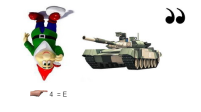 ,,
4 = E